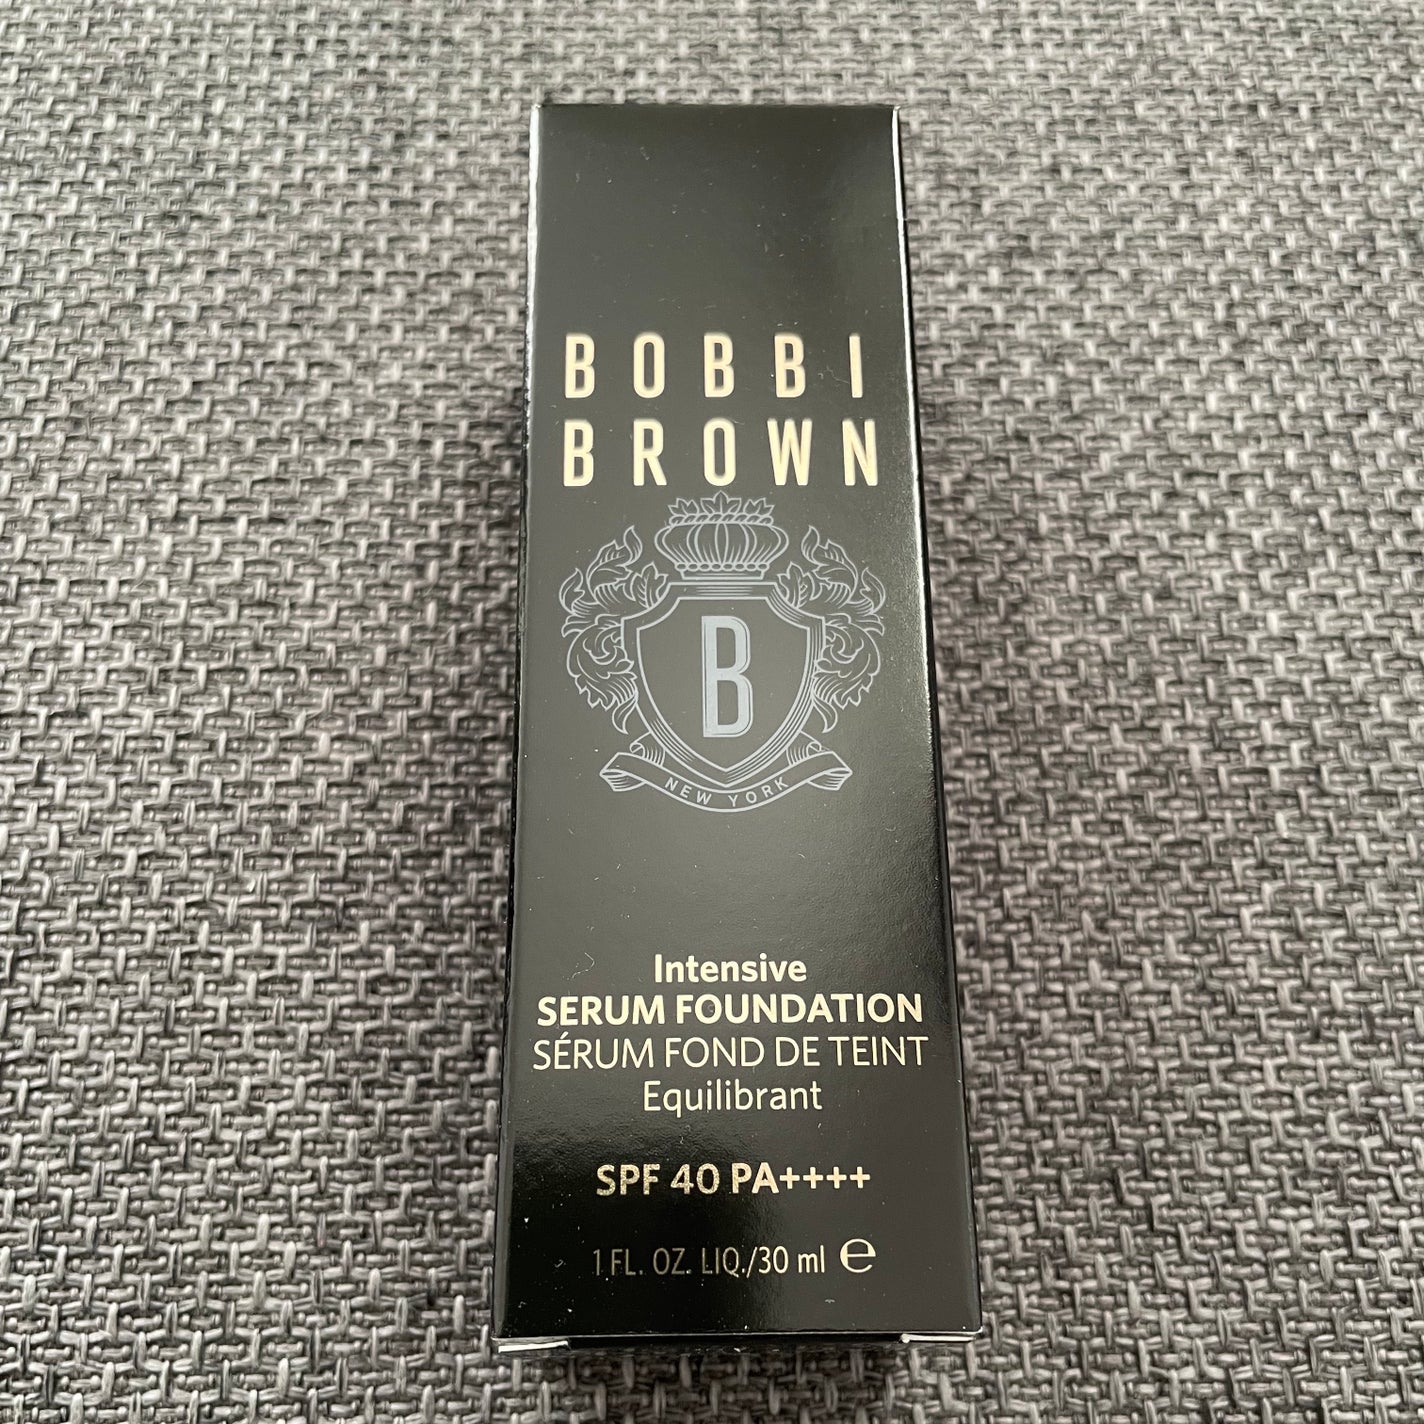 BOBBI
BROWN
B
NEW YORK
Intensive
SERUM FOUNDATION
SÉRUM FOND DE TEINT
Equilibrant
SPF 40 PA++++
1 FL. OZ. LIQ./30 ml ℮